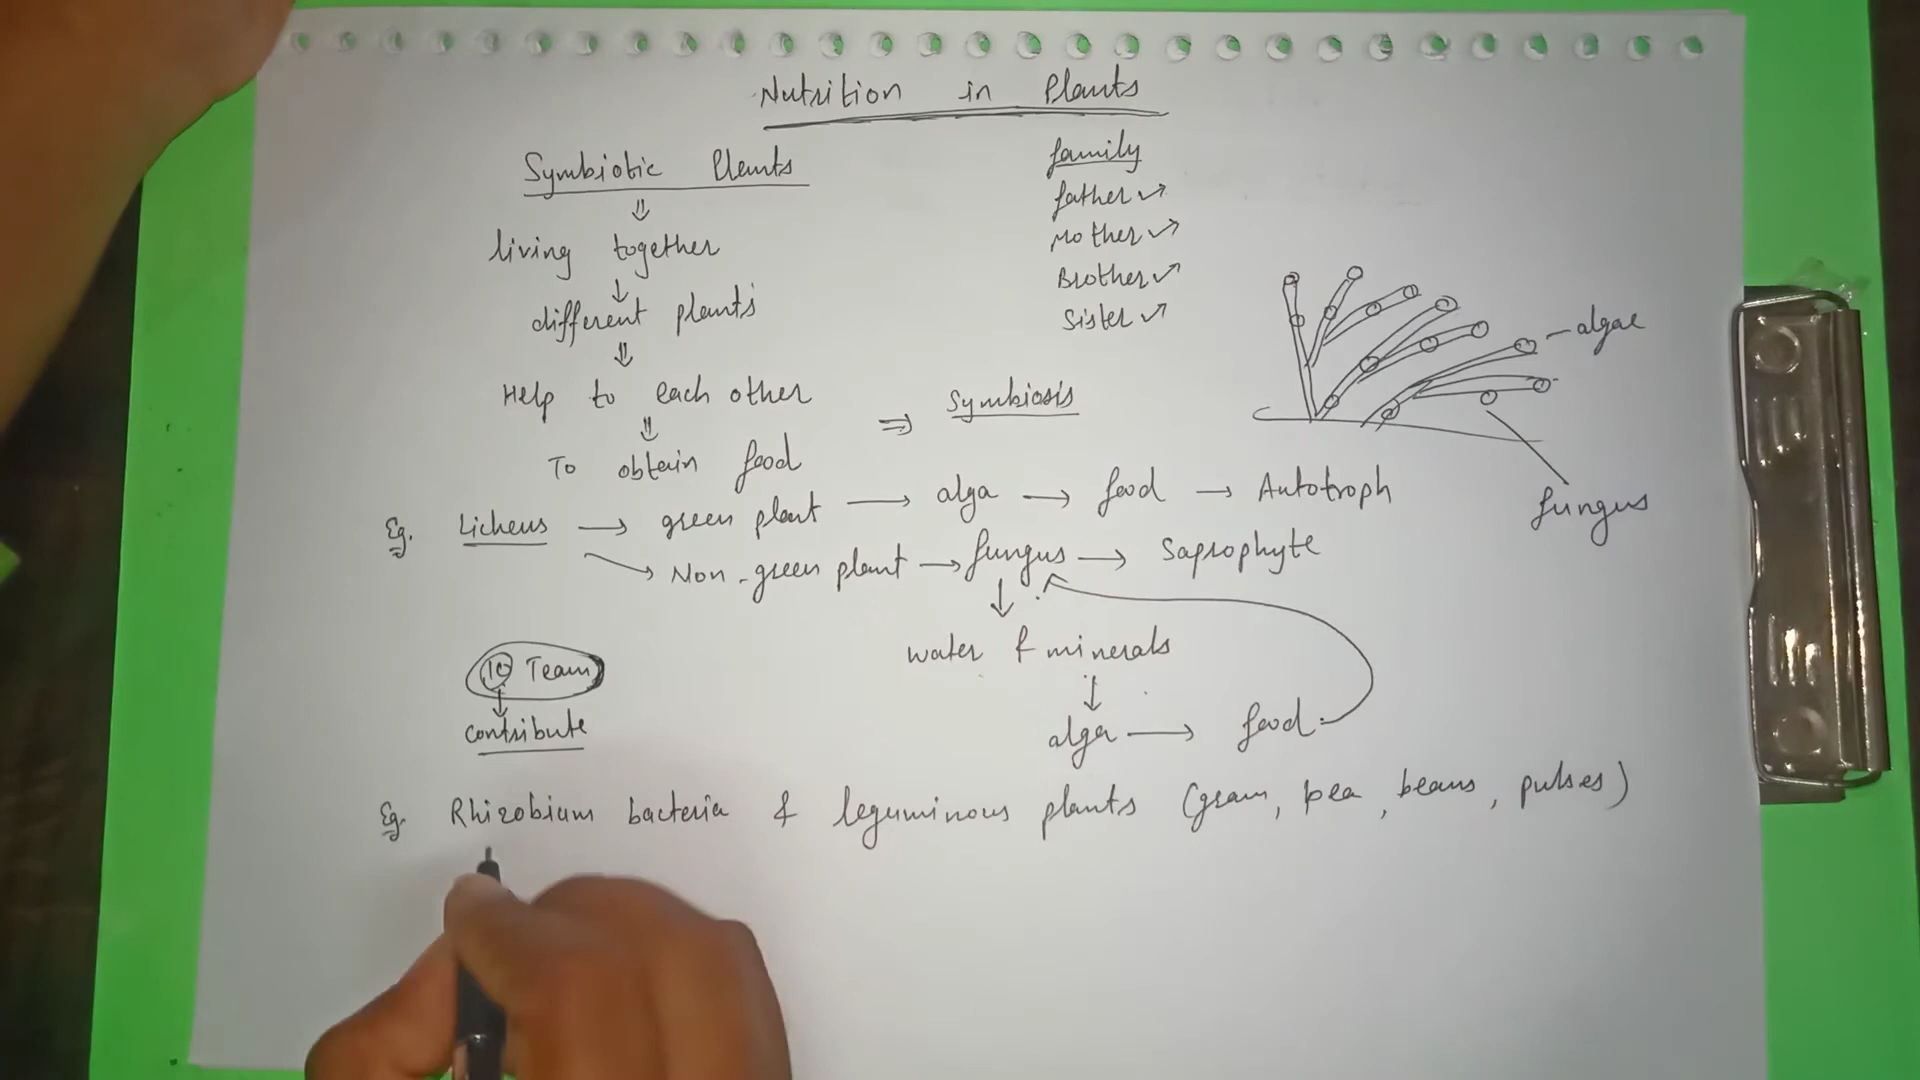 Nutrition in Plants
Symbiotic Plants
⇓
living together
↓
different plants
⇓
Help to each other ⇒ Symbiosis
⇓
To obtain food
family
father ✓
Mother ✓
Brother ✓
Sister ✓
algae
fungus
Eg. Lichens → green plant → alga → food → Autotroph
→ Non-green plant → fungus → Saprophyte
↓
water & minerals
↓
alga → food
10 Team
↓
contribute
Eg. Rhizobium bacteria & leguminous plants (gram, pea, beans, pulses)